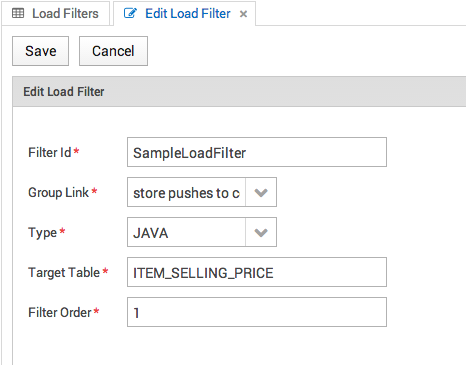 Load Filters Edit Load Filter ×
Save Cancel
Edit Load Filter
Filter Id* SampleLoadFilter
Group Link* store pushes to c
Type* JAVA
Target Table* ITEM_SELLING_PRICE
Filter Order* 1